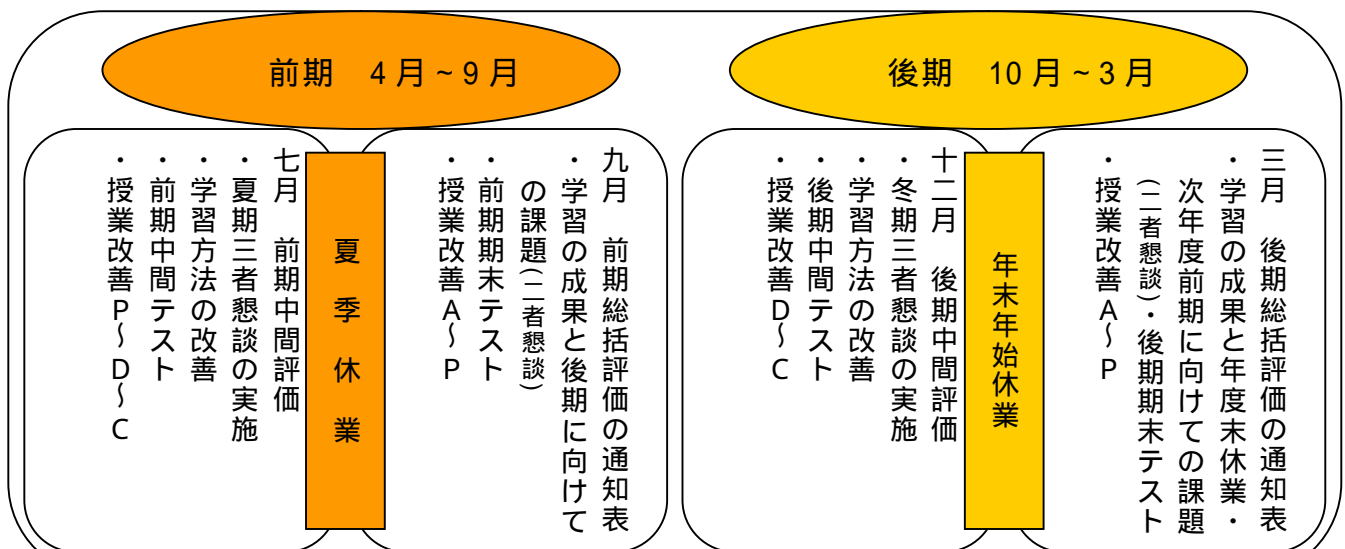 前期　4月~9月
七月　前期中間評価
・夏期三者懇談の実施
・学習方法の改善
・前期中間テスト
・授業改善P~D~C
夏季休業
九月　前期総括評価の通知表
・学習の成果と後期に向けて
の課題(二者懇談)
・前期期末テスト
・授業改善A~P
後期　10月~3月
十二月　後期中間評価
・冬期三者懇談の実施
・学習方法の改善
・後期中間テスト
・授業改善D~C
年末年始休業
三月　後期総括評価の通知表
・学習の成果と年度末休業・
次年度前期に向けての課題
(二者懇談)・後期期末テスト
・授業改善A~P